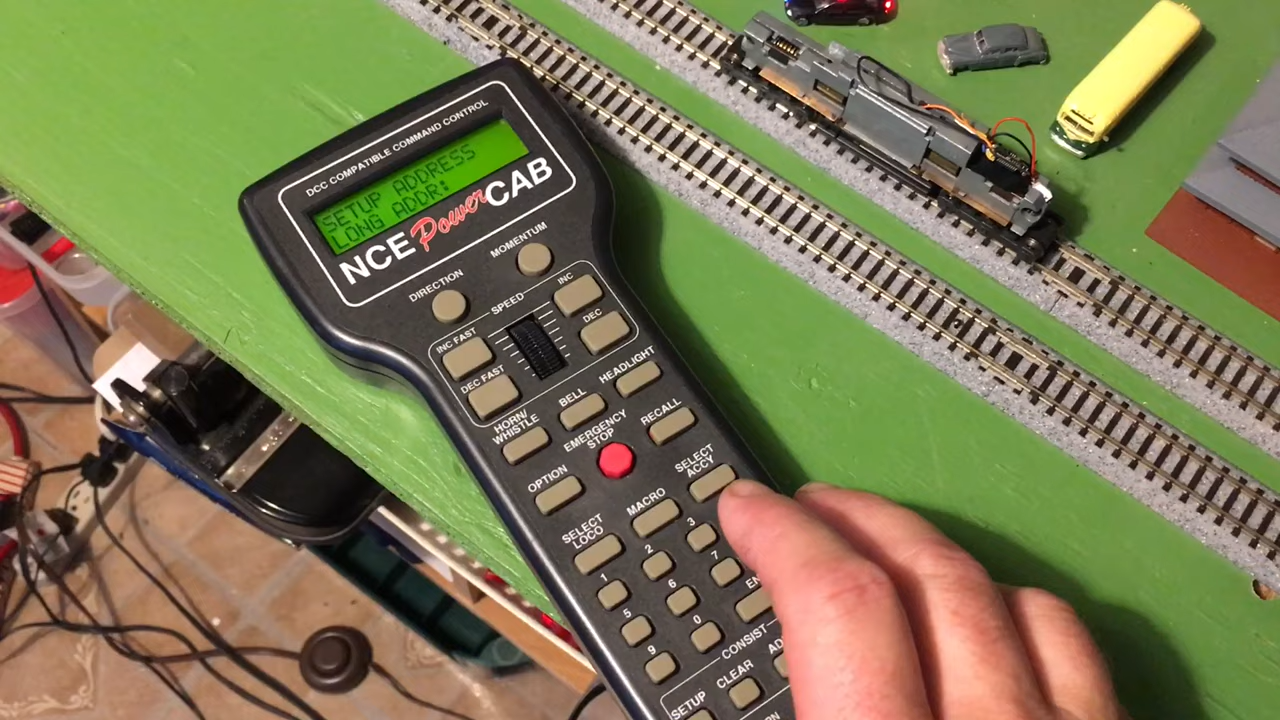 DCC COMPATIBLE COMMAND CONTROL
SETUP ADDRESS
LONG ADDR:
NCE PowerCAB
DIRECTION
MOMENTUM
SPEED
INC
DEC
INC FAST
DEC FAST
HORN/
WHISTLE
BELL
HEADLIGHT
EMERGENCY
STOP
RECALL
OPTION
MACRO
SELECT
ACCY
SELECT
LOCO
1
2
3
5
6
7
9
0
CONSIST
SETUP
CLEAR